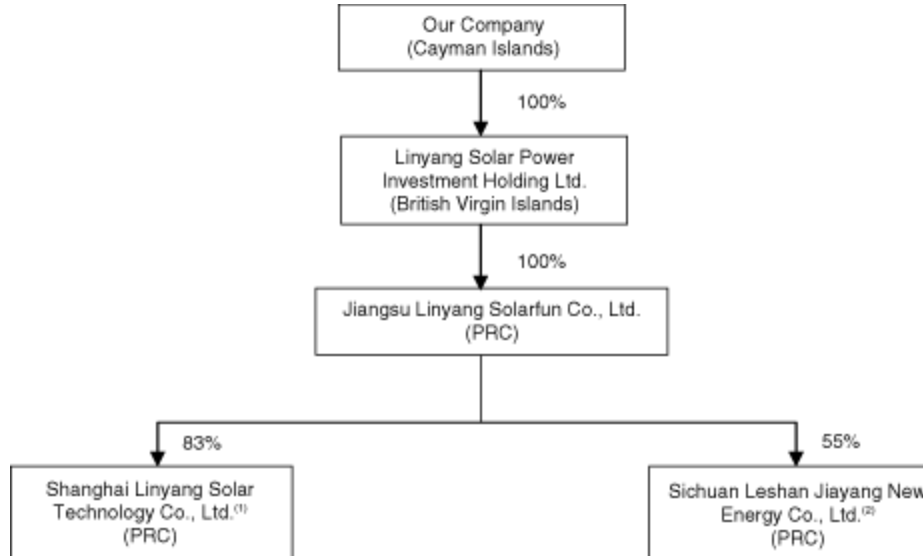 Our Company
(Cayman Islands)
100%
Linyang Solar Power
Investment Holding Ltd.
(British Virgin Islands)
100%
Jiangsu Linyang Solarfun Co., Ltd.
(PRC)
83%
55%
Shanghai Linyang Solar
Technology Co., Ltd.(1)
(PRC)
Sichuan Leshan Jiayang New
Energy Co., Ltd.(2)
(PRC)